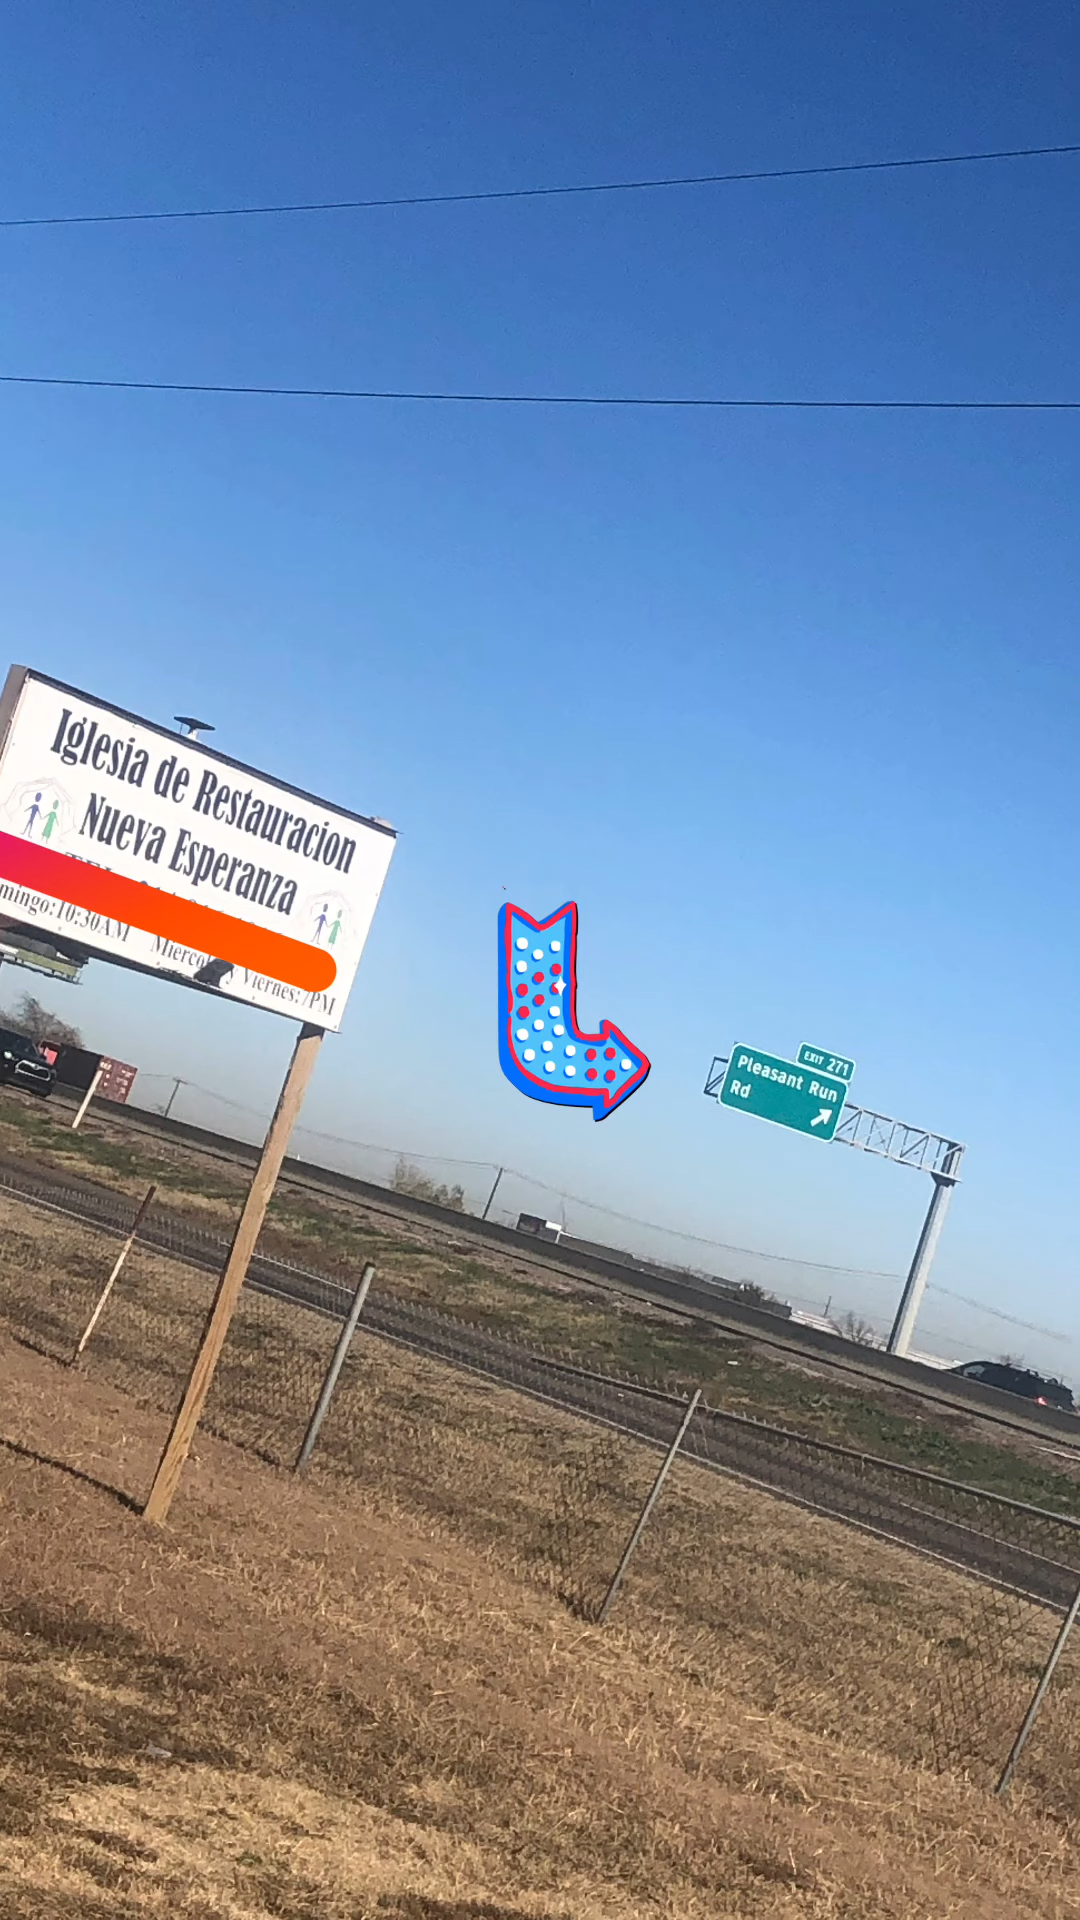 Iglesia de Restauracion
Nueva Esperanza
mingo:10:30AM Viernes:7PM
EXIT 271
Pleasant Run
Rd